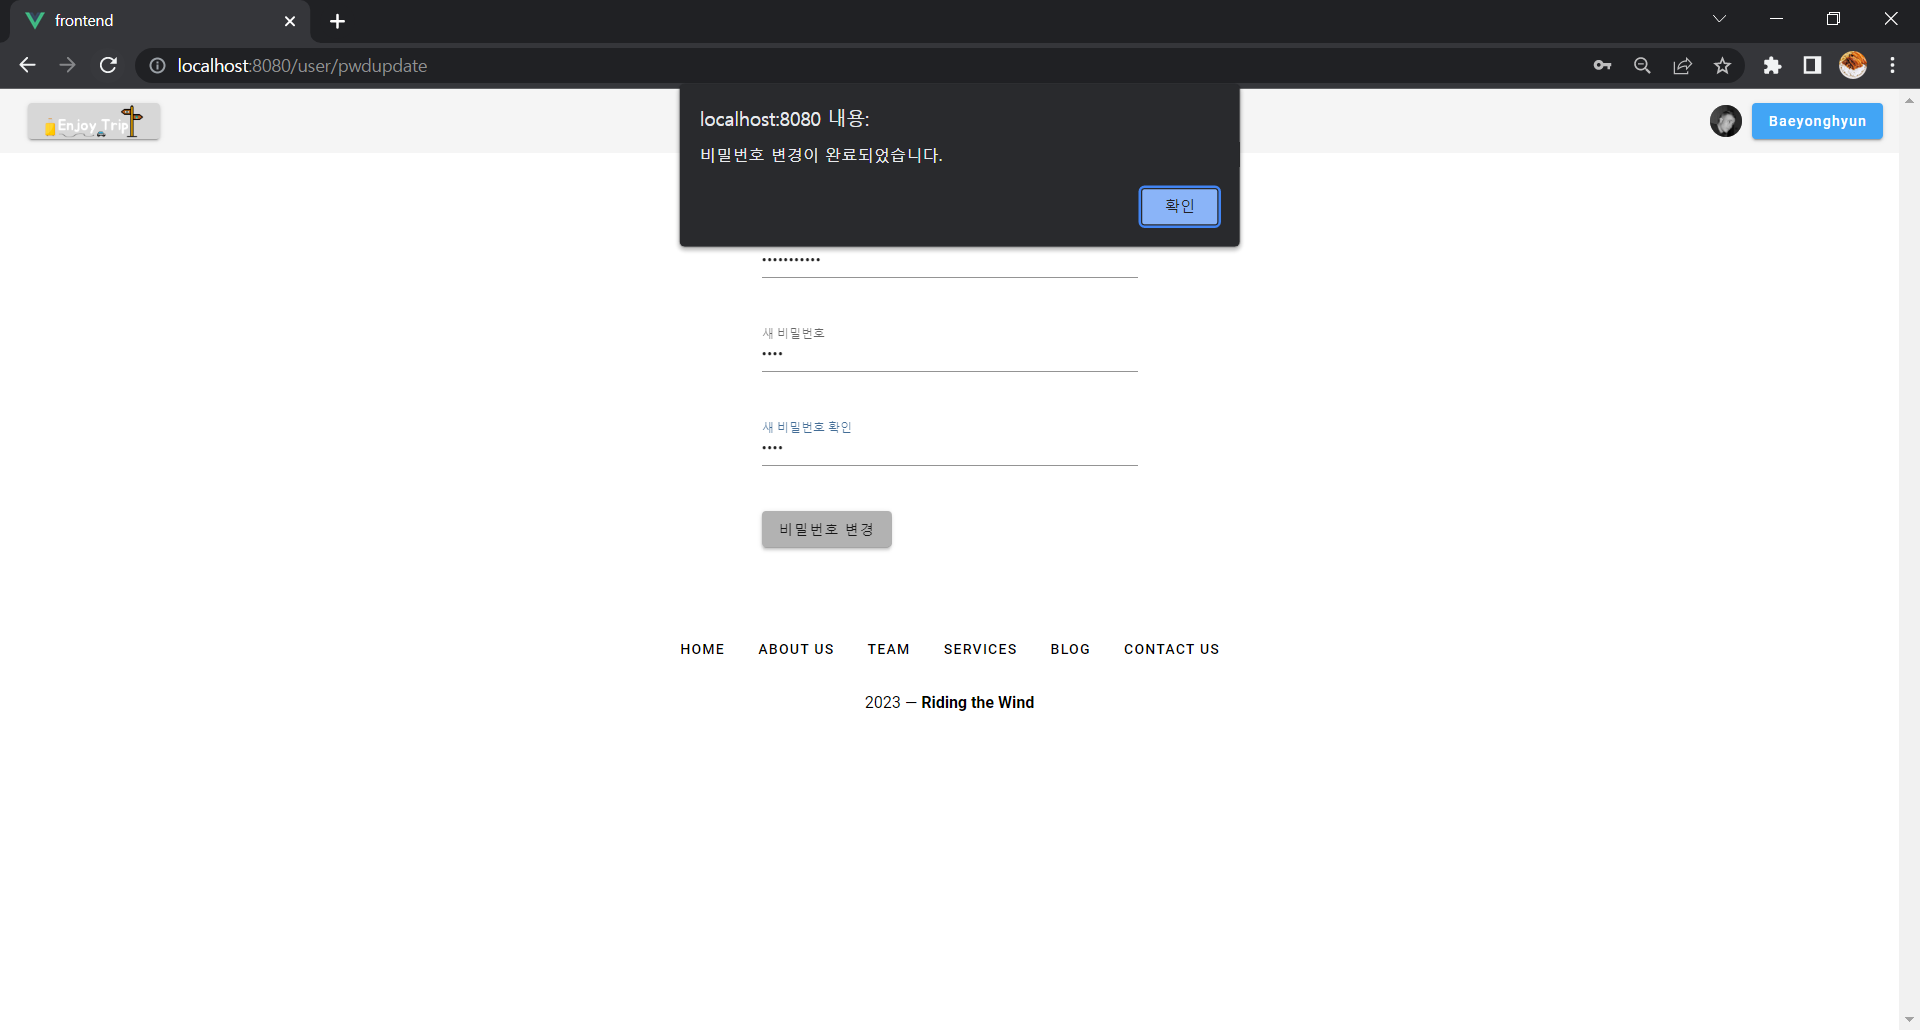 frontend
localhost:8080/user/pwdupdate
Enjoy Trip
localhost:8080 내용:
비밀번호 변경이 완료되었습니다.
확인
Baeyonghyun
•••••••••••
새 비밀번호
••••
새 비밀번호 확인
••••
비밀번호 변경
HOME ABOUT US TEAM SERVICES BLOG CONTACT US
2023 — Riding the Wind